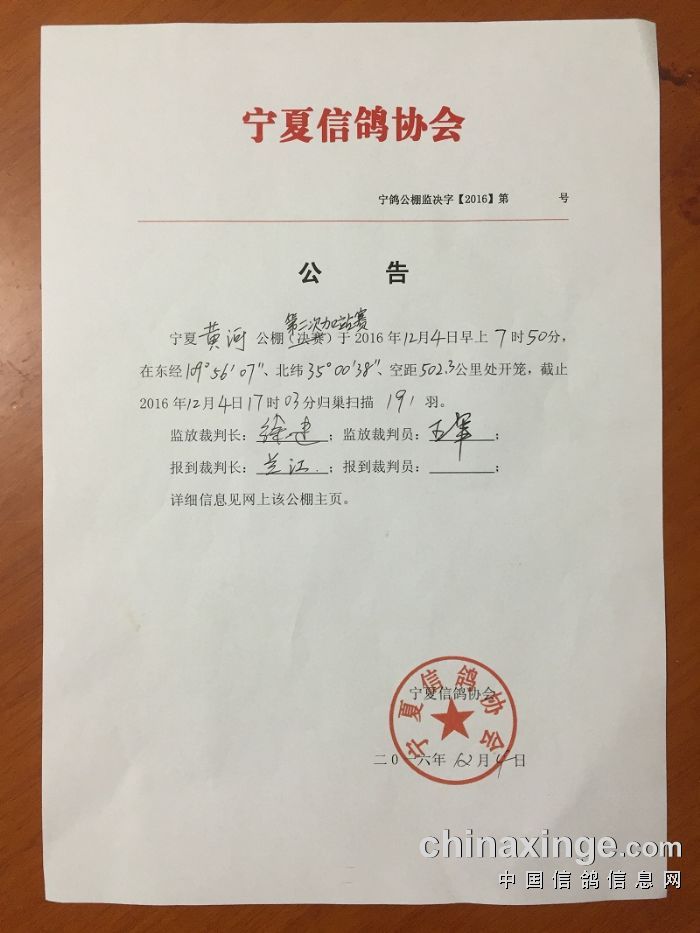 宁夏信鸽协会
宁鸽公棚监决字【2016】第 号
公 告
第二次加站赛
宁夏黄河公棚(决赛)于2016年12月4日早上7时50分,
在东经109°56'07"、北纬35°00'38"、空距502.3公里处开笼,截止
2016年12月4日17时03分归巢扫描191羽。
监放裁判长:徐建;监放裁判员:王军;
报到裁判长:兰江.;报到裁判员: ;
详细信息见网上该公棚主页。
宁夏信鸽协会
宁夏信鸽协会
二0一六年12月4日
chinaxinge.com
中国信鸽信息网